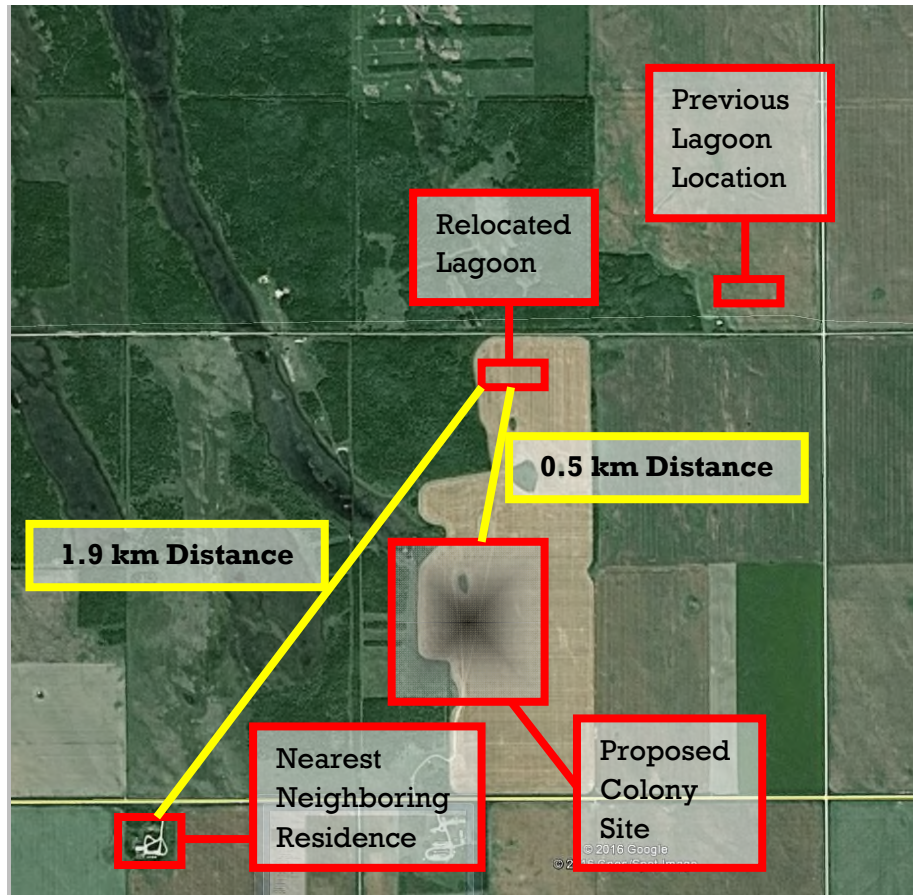 Previous
Lagoon
Location
Relocated
Lagoon
0.5 km Distance
1.9 km Distance
Nearest
Neighboring
Residence
Proposed
Colony
Site
© 2016 Google